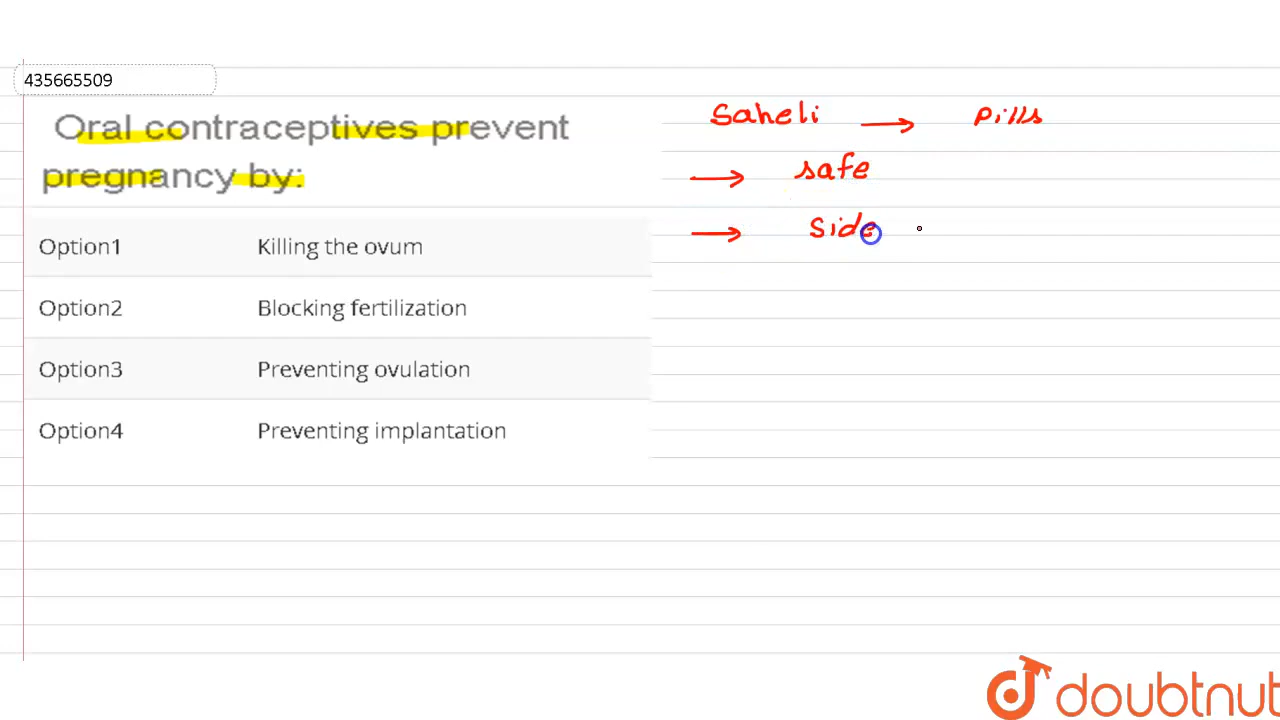 435665509
Oral contraceptives prevent
pregnancy by:
Option1 Killing the ovum
Option2 Blocking fertilization
Option3 Preventing ovulation
Option4 Preventing implantation
Saheli → Pills
→ safe
→ Side
doubtnut